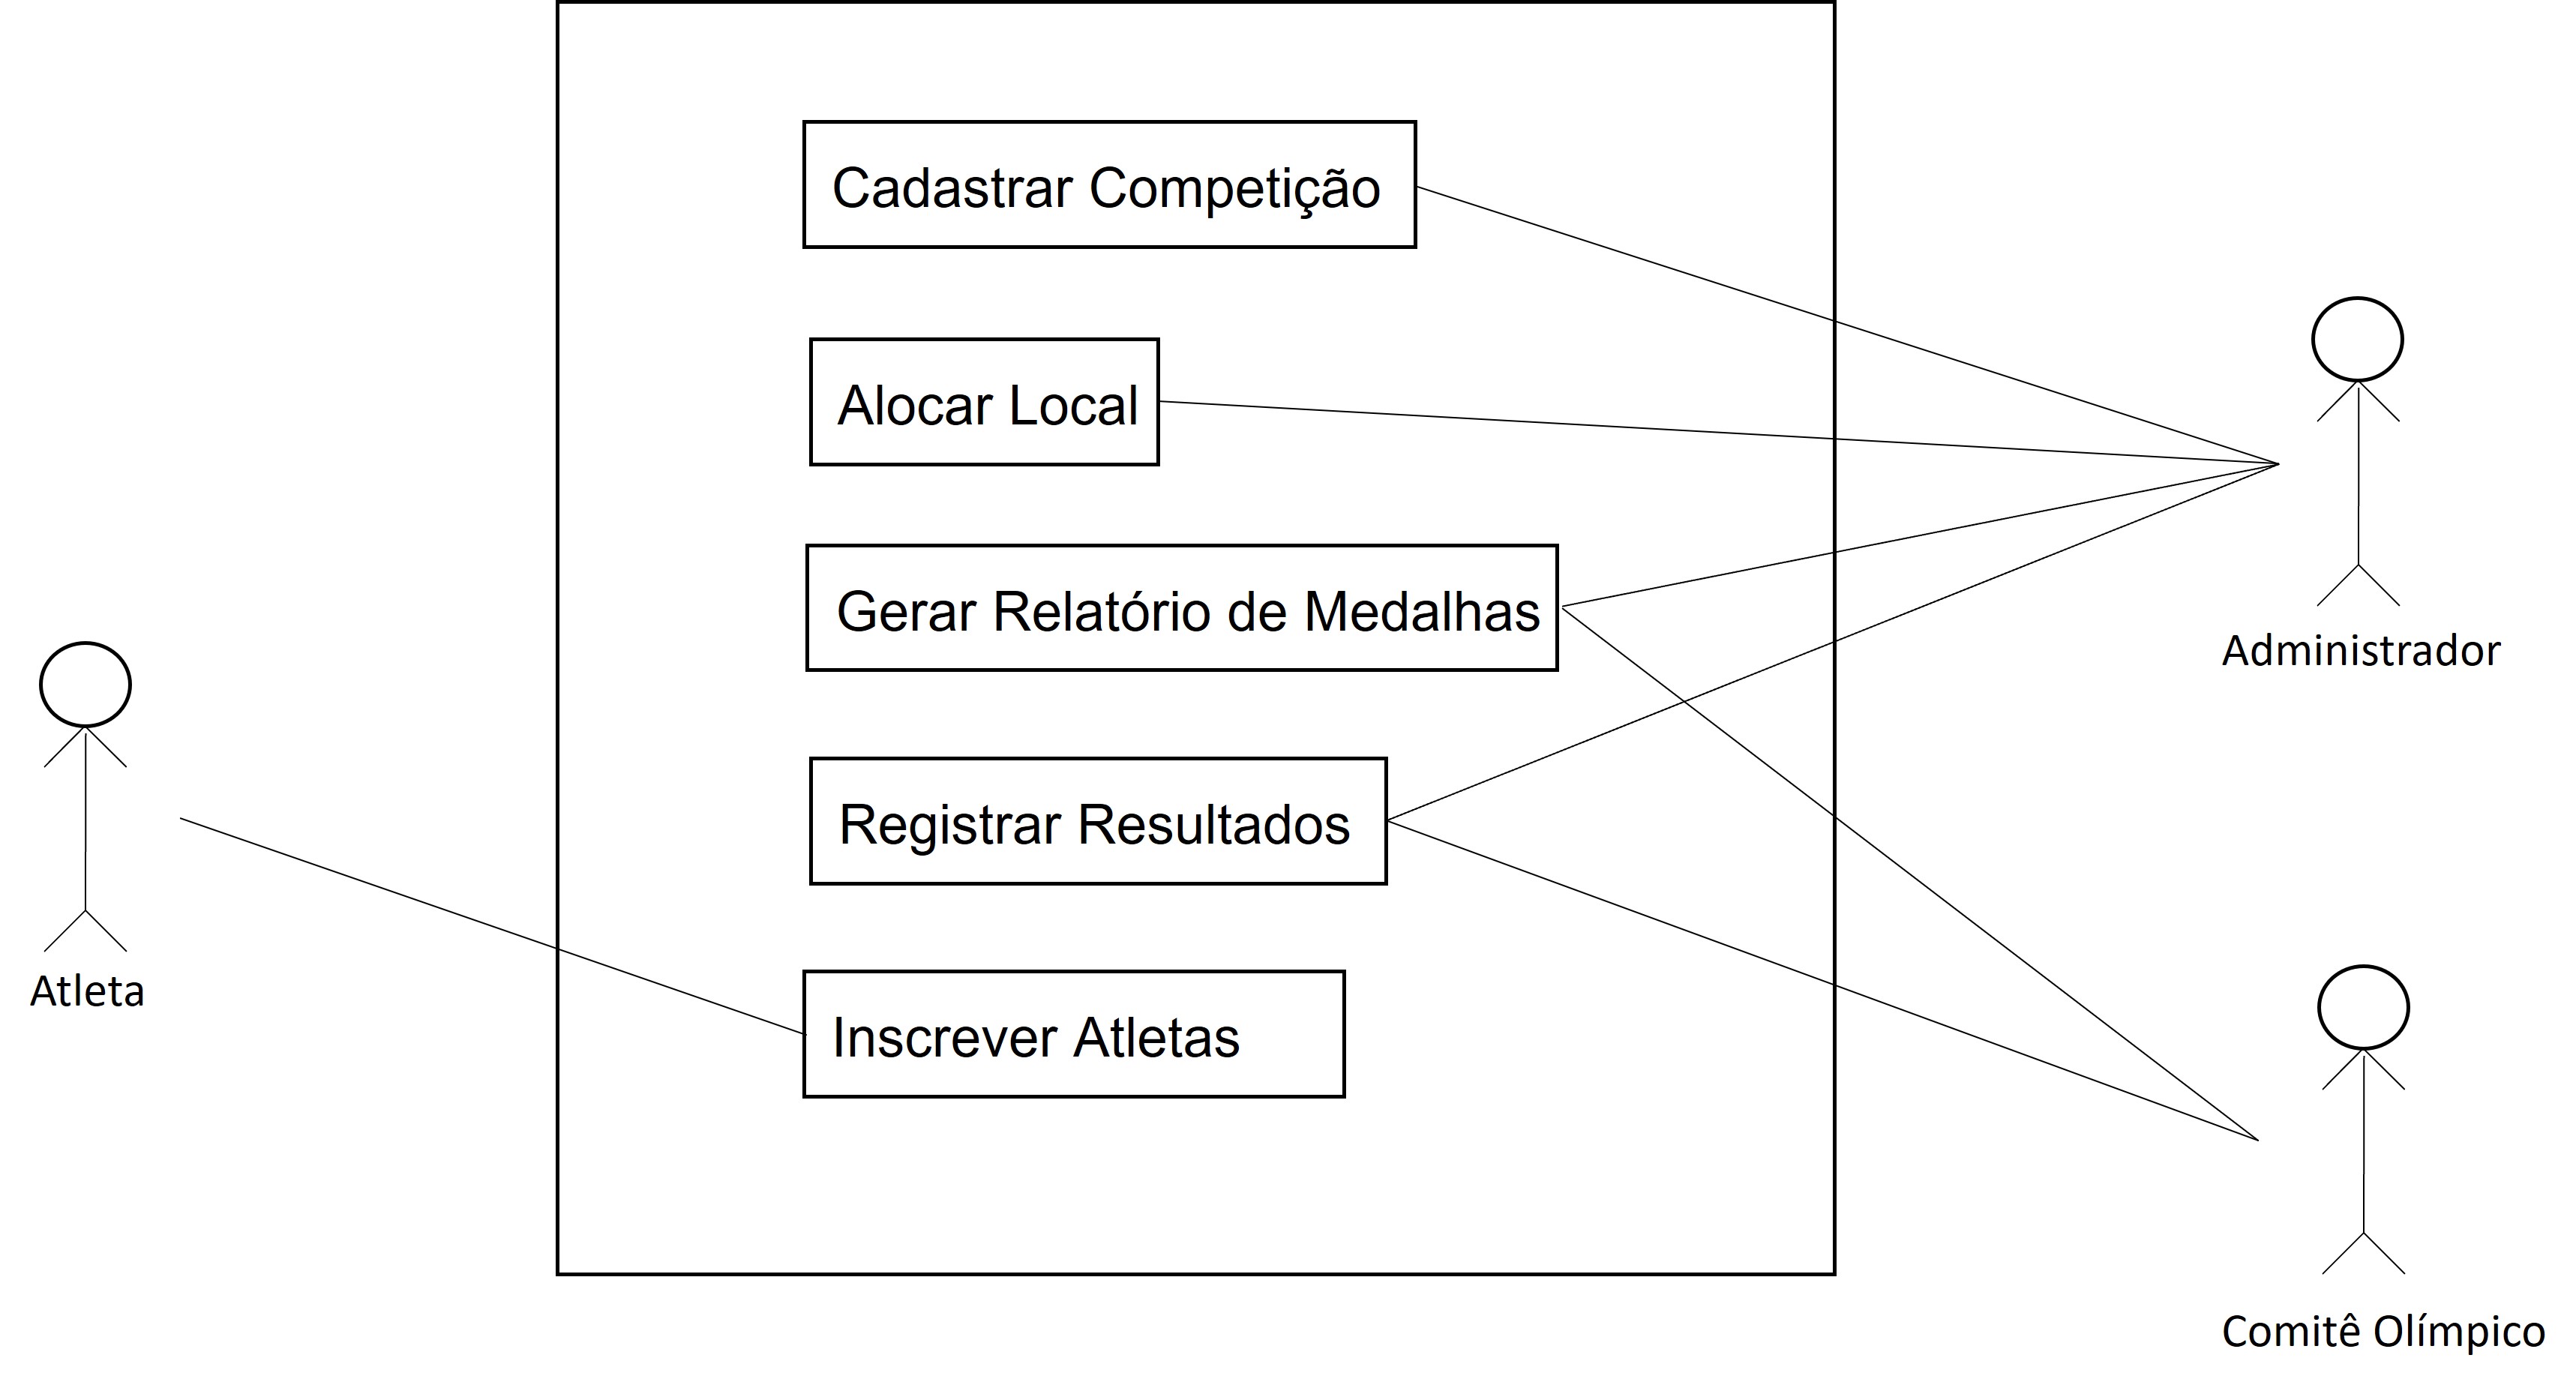 Cadastrar Competição
Alocar Local
Gerar Relatório de Medalhas
Administrador
Registrar Resultados
Atleta
Inscrever Atletas
Comitê Olímpico